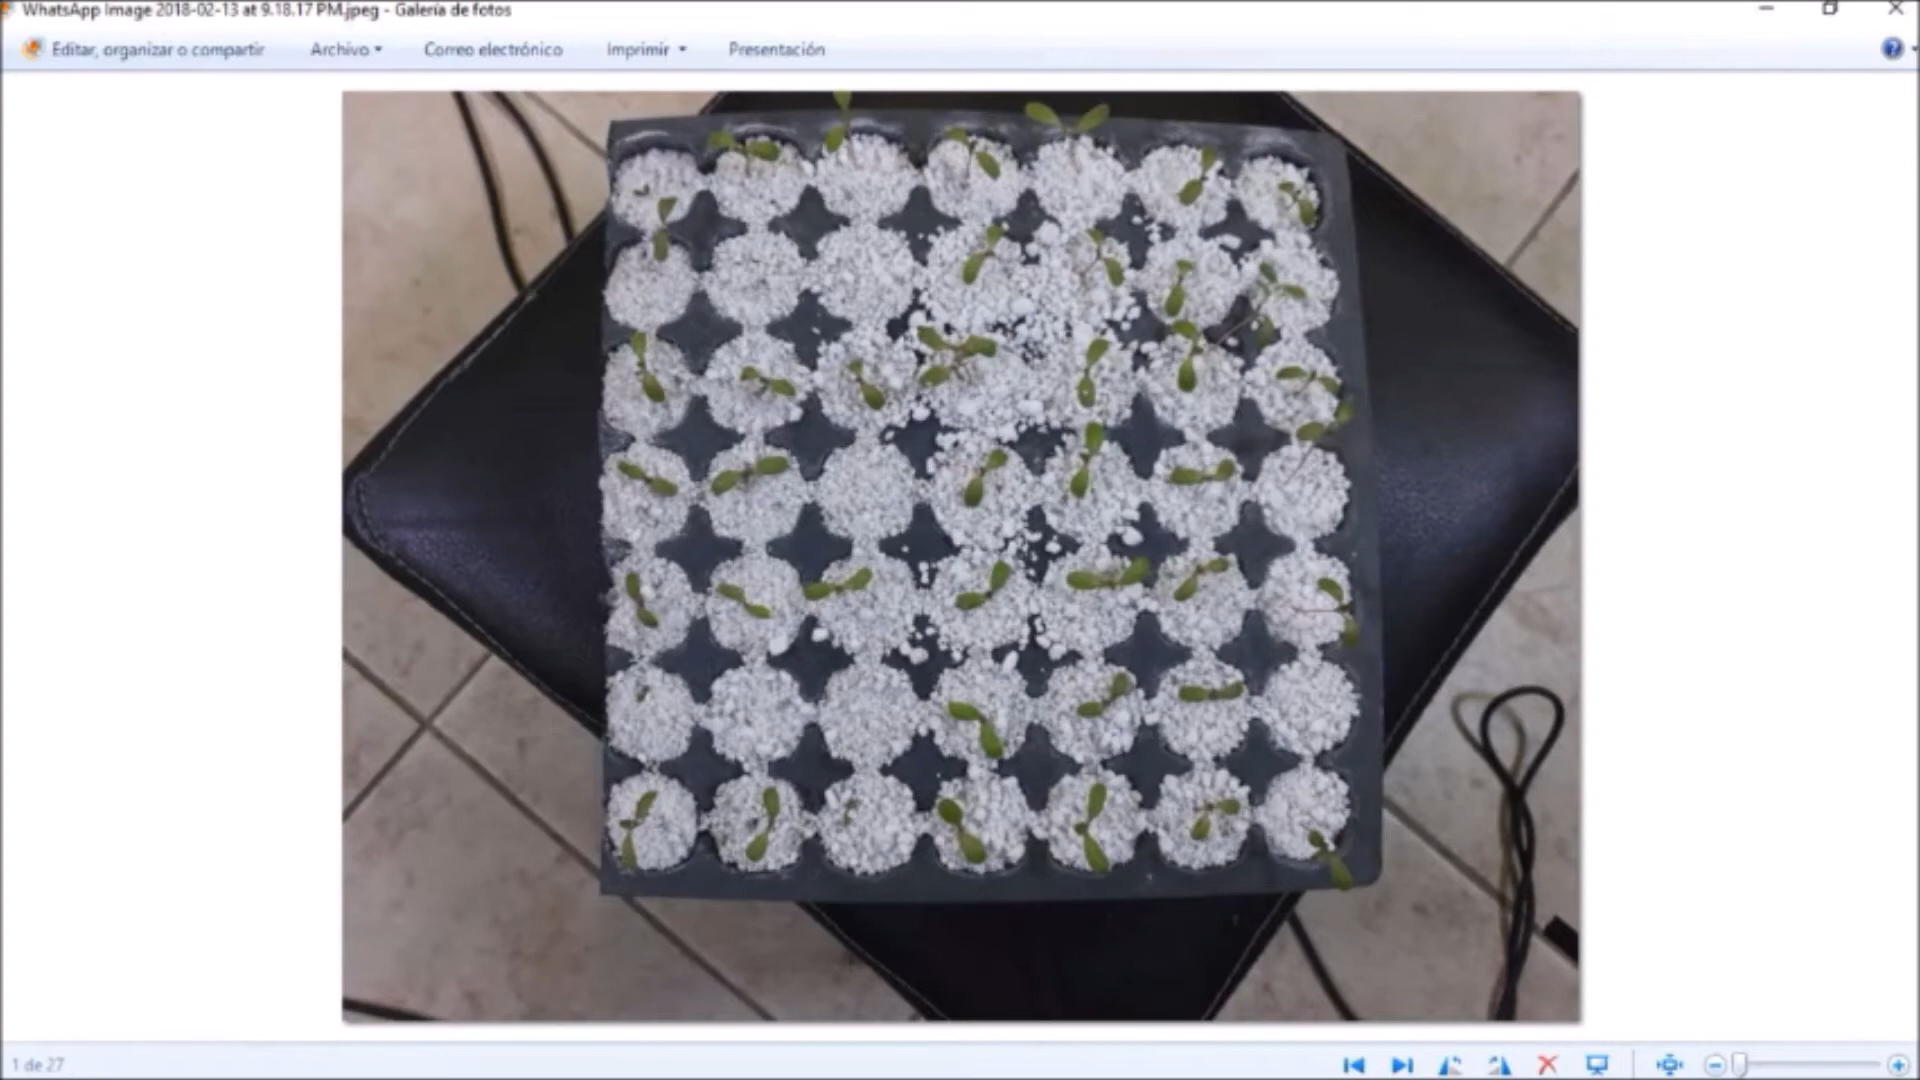 WhatsApp Image 2018-02-13 at 9.18.17 PM.jpeg - Galería de fotos
Editar, organizar o compartir Archivo Correo electrónico Imprimir Presentación
1 de 27